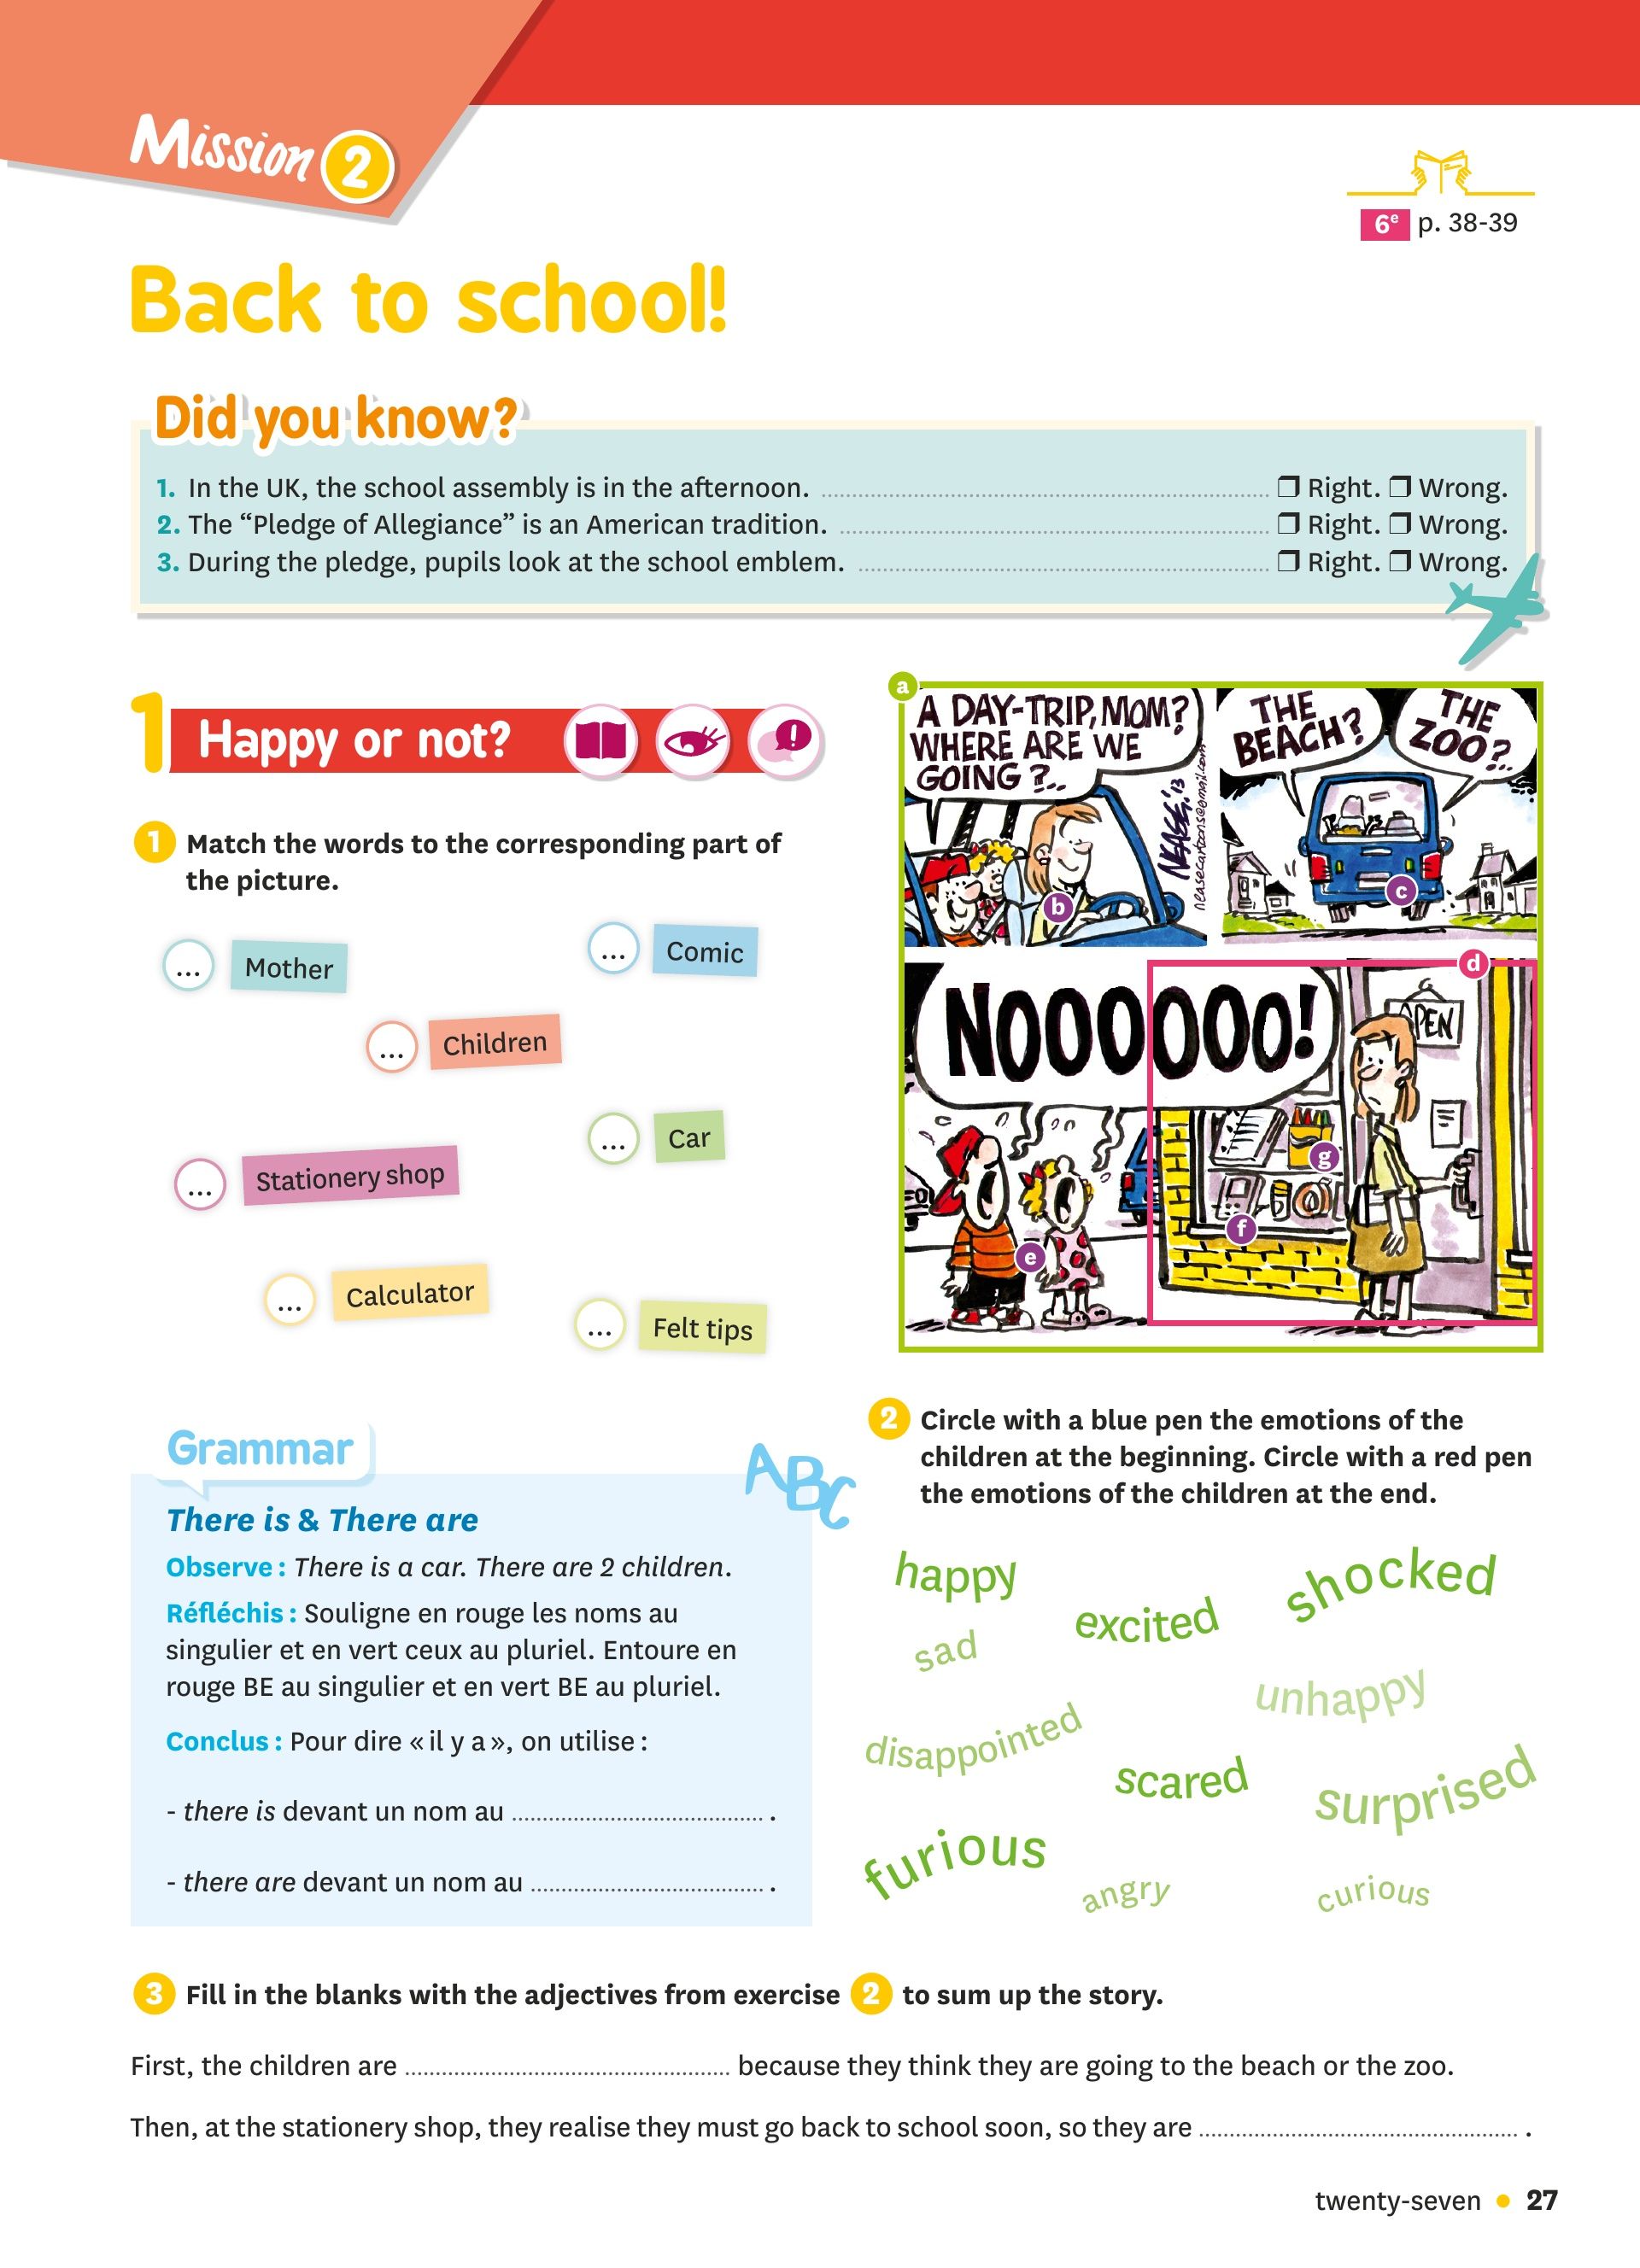 Mission 2
6e p. 38-39
Back to school!
Did you know?
1. In the UK, the school assembly is in the afternoon. ❒ Right. ❒ Wrong.
2. The “Pledge of Allegiance” is an American tradition. ❒ Right. ❒ Wrong.
3. During the pledge, pupils look at the school emblem. ❒ Right. ❒ Wrong.
1 Happy or not?
1 Match the words to the corresponding part of
the picture.
... Mother
... Comic
... Children
... Car
... Stationery shop
... Calculator
... Felt tips
a
A DAY-TRIP, MOM?
WHERE ARE WE
GOING?..
NEASE.'13
neasecartoons@gmail.com
b
THE
BEACH?
THE
ZOO?..
c
d
NOOOOOO!
OPEN
g
f
e
Grammar
ABC
There is & There are
Observe : There is a car. There are 2 children.
Réfléchis : Souligne en rouge les noms au
singulier et en vert ceux au pluriel. Entoure en
rouge BE au singulier et en vert BE au pluriel.
Conclus : Pour dire « il y a », on utilise :
- there is devant un nom au .......... .
- there are devant un nom au .......... .
2 Circle with a blue pen the emotions of the
children at the beginning. Circle with a red pen
the emotions of the children at the end.
happy
excited
shocked
sad
unhappy
disappointed
scared
surprised
furious
angry
curious
3 Fill in the blanks with the adjectives from exercise 2 to sum up the story.
First, the children are .......... because they think they are going to the beach or the zoo.
Then, at the stationery shop, they realise they must go back to school soon, so they are .......... .
twenty-seven • 27